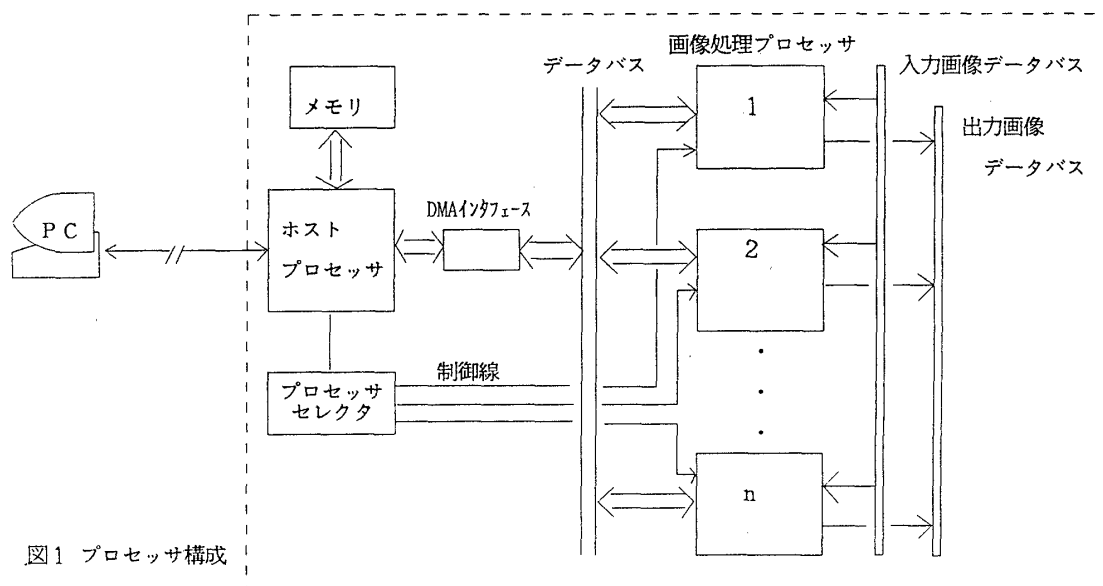 画像処理プロセッサ
データバス
入力画像データバス
メモリ
1
出力画像
データバス
PC
ホスト
プロセッサ
DMAインタフェース
2
制御線
プロセッサ
セレクタ
n
図1 プロセッサ構成